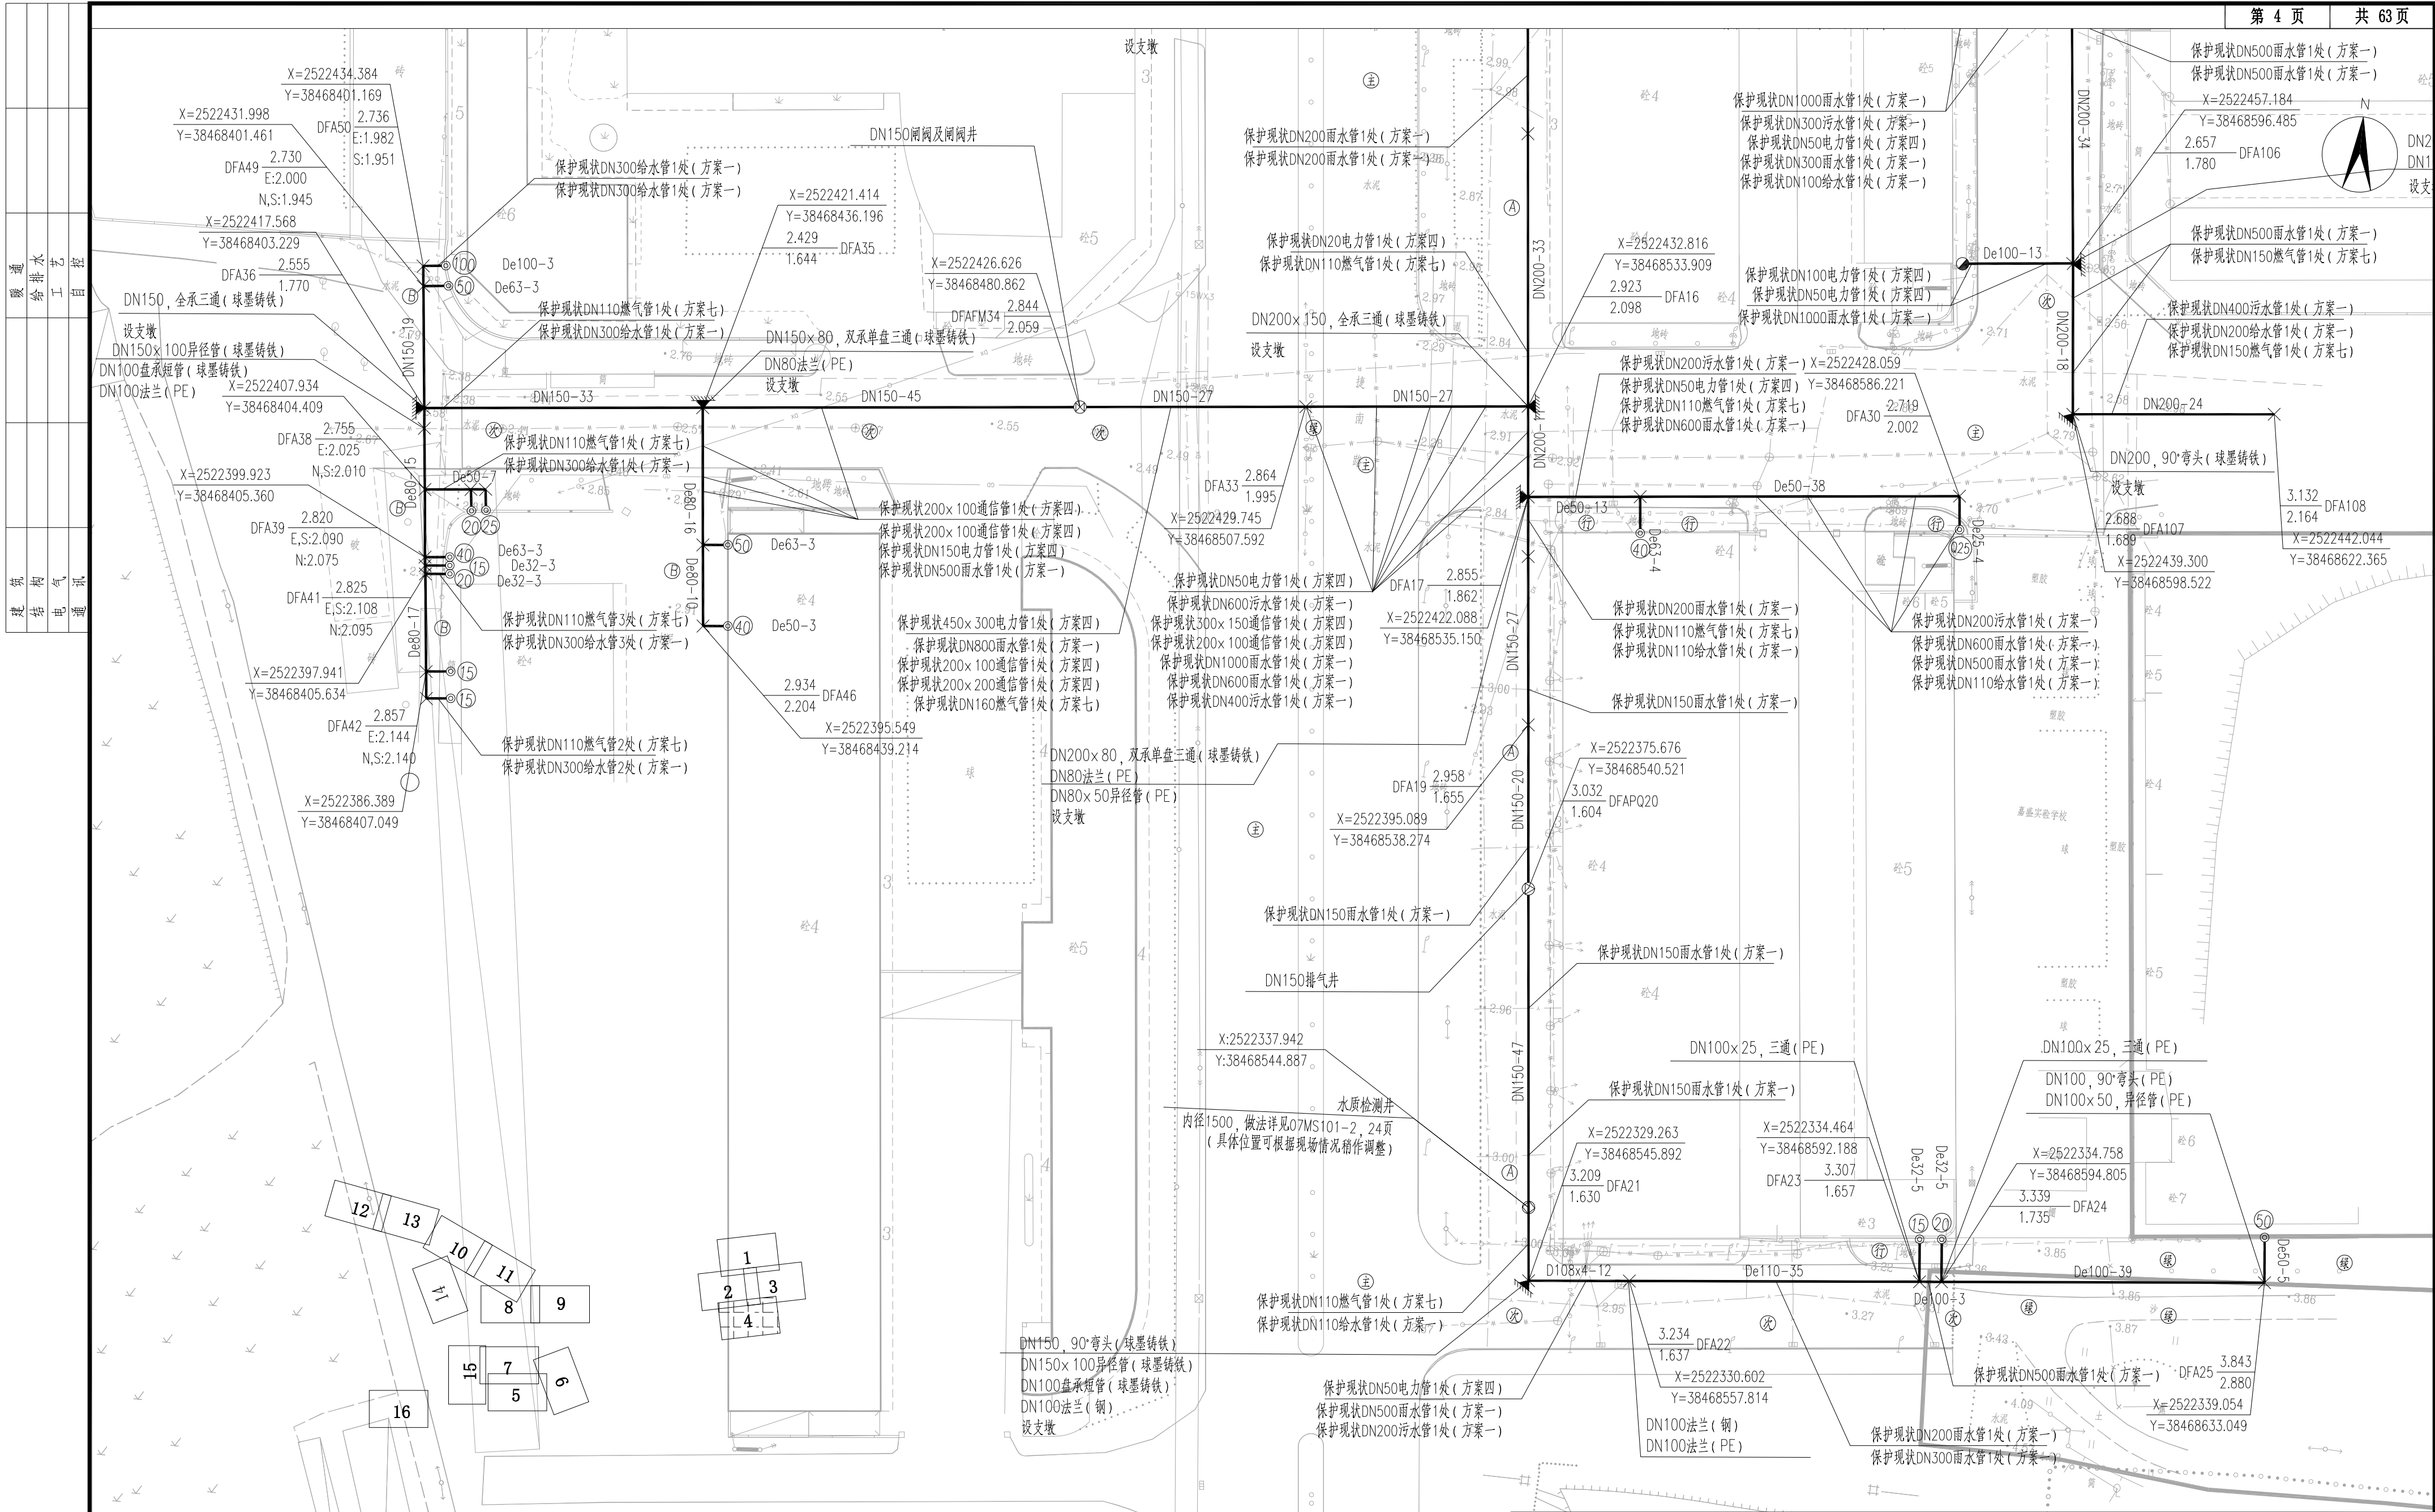 第 4 页
共 63 页
暖通
给排水
工艺
自控
建筑
结构
电气
通讯
X=2522434.384
Y=38468401.169
DFA50
2.736
E:1.982
S:1.951
X=2522431.998
Y=38468401.461
DFA49
2.730
E:2.000
N,S:1.945
X=2522417.568
Y=38468403.229
DFA36
2.555
1.770
DN150，全承三通(球墨铸铁)
设支墩
DN150×100异径管(球墨铸铁)
DN100盘承短管(球墨铸铁)
DN100法兰(PE)
X=2522407.934
Y=38468404.409
DFA38
2.755
E:2.025
N,S:2.010
X=2522399.923
Y=38468405.360
DFA39
2.820
E,S:2.090
N:2.075
DFA41
2.825
E,S:2.108
N:2.095
X=2522397.941
Y=38468405.634
DFA42
2.857
E:2.144
N,S:2.140
X=2522386.389
Y=38468407.049
保护现状DN300给水管1处(方案一)
保护现状DN300给水管1处(方案一)
100
De100-3
50
De63-3
DN150-19
B
保护现状DN110燃气管1处(方案七)
保护现状DN300给水管1处(方案一)
DN150-33
次
保护现状DN110燃气管1处(方案七)
保护现状DN300给水管1处(方案一)
De80-15
De50-7
20
25
B
40
De63-3
15
De32-3
20
De32-3
保护现状DN110燃气管3处(方案七)
保护现状DN300给水管3处(方案一)
De80-17
B
15
15
保护现状DN110燃气管2处(方案七)
保护现状DN300给水管2处(方案一)
设支墩
DN150闸阀及闸阀井
X=2522421.414
Y=38468436.196
2.429
1.644
DFA35
X=2522426.626
Y=38468480.862
DFAFM34
2.844
2.059
DN150×80，双承单盘三通(球墨铸铁)
DN80法兰(PE)
设支墩
DN150-45
DN150-27
DN150-27
次
次
绿
De80-16
50
De63-3
B
De80-10
40
De50-3
2.934
2.204
DFA46
X=2522395.549
Y=38468439.214
保护现状200×100通信管1处(方案四)
保护现状200×100通信管1处(方案四)
保护现状DN150电力管1处(方案四)
保护现状DN500雨水管1处(方案一)
保护现状450×300电力管1处(方案四)
保护现状DN800雨水管1处(方案一)
保护现状200×100通信管1处(方案四)
保护现状200×200通信管1处(方案四)
保护现状DN160燃气管1处(方案七)
DN200×80，双承单盘三通(球墨铸铁)
DN80法兰(PE)
DN80×50异径管(PE)
设支墩
主
保护现状DN200雨水管1处(方案一)
保护现状DN200雨水管1处(方案一)
A
保护现状DN20电力管1处(方案四)
保护现状DN110燃气管1处(方案七)
DN200×150，全承三通(球墨铸铁)
设支墩
DN200-33
X=2522432.816
Y=38468533.909
2.923
2.098
DFA16
DFA33
2.864
1.995
X=2522429.745
Y=38468507.592
主
DN200-11
保护现状DN50电力管1处(方案四)
保护现状DN600污水管1处(方案一)
保护现状300×150通信管1处(方案四)
保护现状200×100通信管1处(方案四)
保护现状DN1000雨水管1处(方案一)
保护现状DN600雨水管1处(方案一)
保护现状DN400污水管1处(方案一)
DFA17
2.855
1.862
X=2522422.088
Y=38468535.150
DN150-27
A
DFA19
2.958
1.655
X=2522395.089
Y=38468538.274
主
DN150-20
保护现状DN150雨水管1处(方案一)
DN150排气井
X:2522337.942
Y:38468544.887
水质检测井
内径1500，做法详见07MS101-2，24页
(具体位置可根据现场情况稍作调整)
DN150-47
A
主
次
保护现状DN110燃气管1处(方案七)
保护现状DN110给水管1处(方案一)
DN150，90°弯头(球墨铸铁)
DN150×100异径管(球墨铸铁)
DN100盘承短管(球墨铸铁)
DN100法兰(钢)
设支墩
保护现状DN50电力管1处(方案四)
保护现状DN500雨水管1处(方案一)
保护现状DN200污水管1处(方案一)
保护现状DN1000雨水管1处(方案一)
保护现状DN300污水管1处(方案一)
保护现状DN50电力管1处(方案四)
保护现状DN300雨水管1处(方案一)
保护现状DN100给水管1处(方案一)
保护现状DN100电力管1处(方案四)
保护现状DN50电力管1处(方案四)
保护现状DN1000雨水管1处(方案一)
保护现状DN200污水管1处(方案一)
保护现状DN50电力管1处(方案四)
保护现状DN110燃气管1处(方案七)
保护现状DN600雨水管1处(方案一)
X=2522428.059
Y=38468586.221
DFA30
2.719
2.002
De50-13
De50-38
行
行
行
40
De63-4
Q25
De25-4
保护现状DN200雨水管1处(方案一)
保护现状DN110燃气管1处(方案七)
保护现状DN110给水管1处(方案一)
保护现状DN200污水管1处(方案一)
保护现状DN600雨水管1处(方案一)
保护现状DN500雨水管1处(方案一)
保护现状DN110给水管1处(方案一)
保护现状DN150雨水管1处(方案一)
X=2522375.676
Y=38468540.521
3.032
1.604
DFAPQ20
保护现状DN150雨水管1处(方案一)
保护现状DN150雨水管1处(方案一)
X=2522329.263
Y=38468545.892
3.209
1.630
DFA21
DN100×25，三通(PE)
X=2522334.464
Y=38468592.188
DFA23
3.307
1.657
De32-5
De32-5
15
20
DN100×25，三通(PE)
DN100，90°弯头(PE)
DN100×50，异径管(PE)
X=2522334.758
Y=38468594.805
3.339
1.735
DFA24
50
De50-5
D108×4-12
De110-35
De100-3
De100-39
行
次
次
绿
绿
绿
绿
3.234
1.637
DFA22
X=2522330.602
Y=38468557.814
DN100法兰(钢)
DN100法兰(PE)
保护现状DN500雨水管1处(方案一)
保护现状DN200雨水管1处(方案一)
保护现状DN300雨水管1处(方案一)
DFA25
3.843
2.880
X=2522339.054
Y=38468633.049
保护现状DN500雨水管1处(方案一)
保护现状DN500雨水管1处(方案一)
X=2522457.184
Y=38468596.485
2.657
1.780
DFA106
N
DN200-34
De100-13
次
DN200-18
保护现状DN500雨水管1处(方案一)
保护现状DN150燃气管1处(方案七)
保护现状DN400污水管1处(方案一)
保护现状DN200给水管1处(方案一)
保护现状DN150燃气管1处(方案七)
DN200-24
主
DN200，90°弯头(球墨铸铁)
设支墩
2.688
1.689
DFA107
X=2522439.300
Y=38468598.522
3.132
2.164
DFA108
X=2522442.044
Y=38468622.365
嘉盛实验学校
12
13
10
11
14
8
9
15
7
5
6
16
1
2
3
4